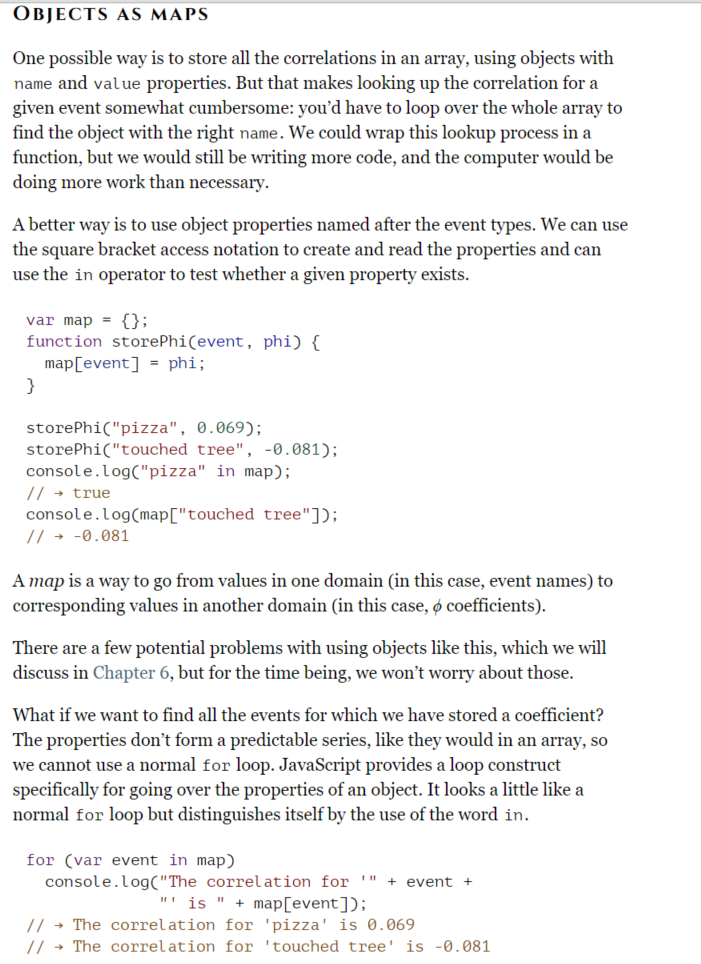 OBJECTS AS MAPS
One possible way is to store all the correlations in an array, using objects with
name and value properties. But that makes looking up the correlation for a
given event somewhat cumbersome: you’d have to loop over the whole array to
find the object with the right name. We could wrap this lookup process in a
function, but we would still be writing more code, and the computer would be
doing more work than necessary.
A better way is to use object properties named after the event types. We can use
the square bracket access notation to create and read the properties and can
use the in operator to test whether a given property exists.
var map = {};
function storePhi(event, phi) {
  map[event] = phi;
}
storePhi("pizza", 0.069);
storePhi("touched tree", -0.081);
console.log("pizza" in map);
// → true
console.log(map["touched tree"]);
// → -0.081
A map is a way to go from values in one domain (in this case, event names) to
corresponding values in another domain (in this case, ϕ coefficients).
There are a few potential problems with using objects like this, which we will
discuss in Chapter 6, but for the time being, we won’t worry about those.
What if we want to find all the events for which we have stored a coefficient?
The properties don’t form a predictable series, like they would in an array, so
we cannot use a normal for loop. JavaScript provides a loop construct
specifically for going over the properties of an object. It looks a little like a
normal for loop but distinguishes itself by the use of the word in.
for (var event in map)
  console.log("The correlation for '" + event +
              "' is " + map[event]);
// → The correlation for 'pizza' is 0.069
// → The correlation for 'touched tree' is -0.081